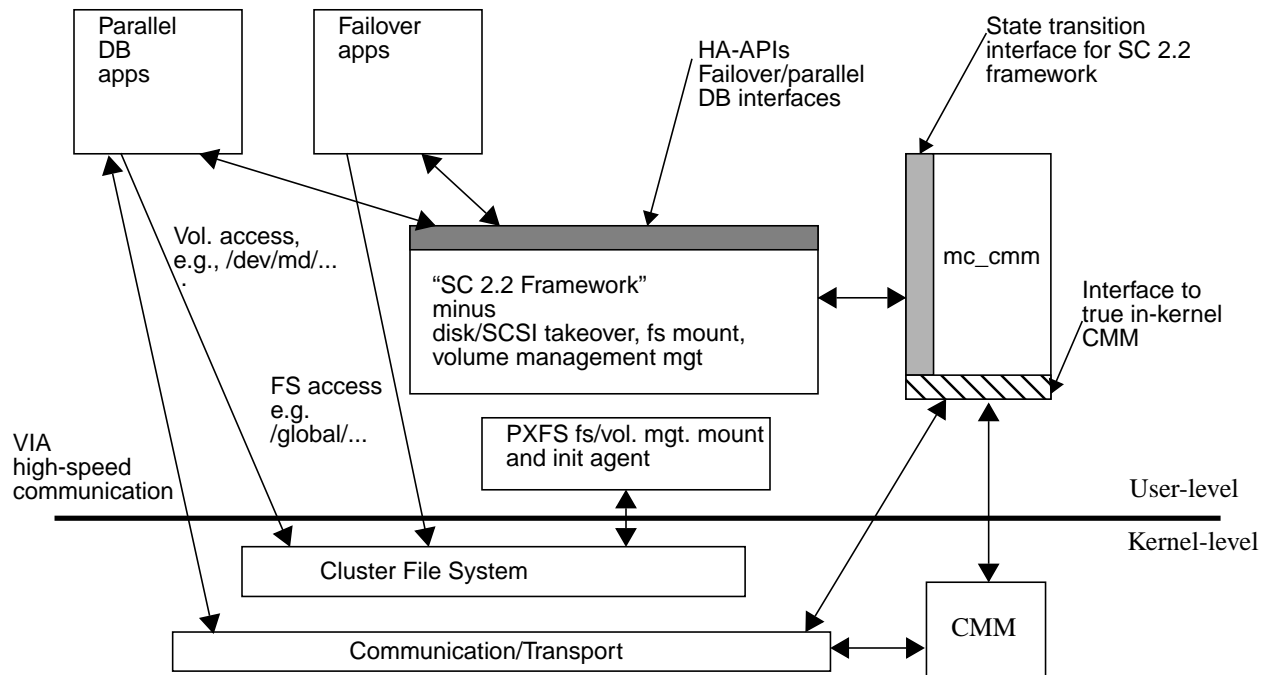 Parallel
DB
apps
Failover
apps
HA-APIs
Failover/parallel
DB interfaces
State transition
interface for SC 2.2
framework
Vol. access,
e.g., /dev/md/...
.
“SC 2.2 Framework”
minus
disk/SCSI takeover, fs mount,
volume management mgt
mc_cmm
Interface to
true in-kernel
CMM
FS access
e.g.
/global/...
VIA
high-speed
communication
PXFS fs/vol. mgt. mount
and init agent
User-level
Kernel-level
Cluster File System
Communication/Transport
CMM